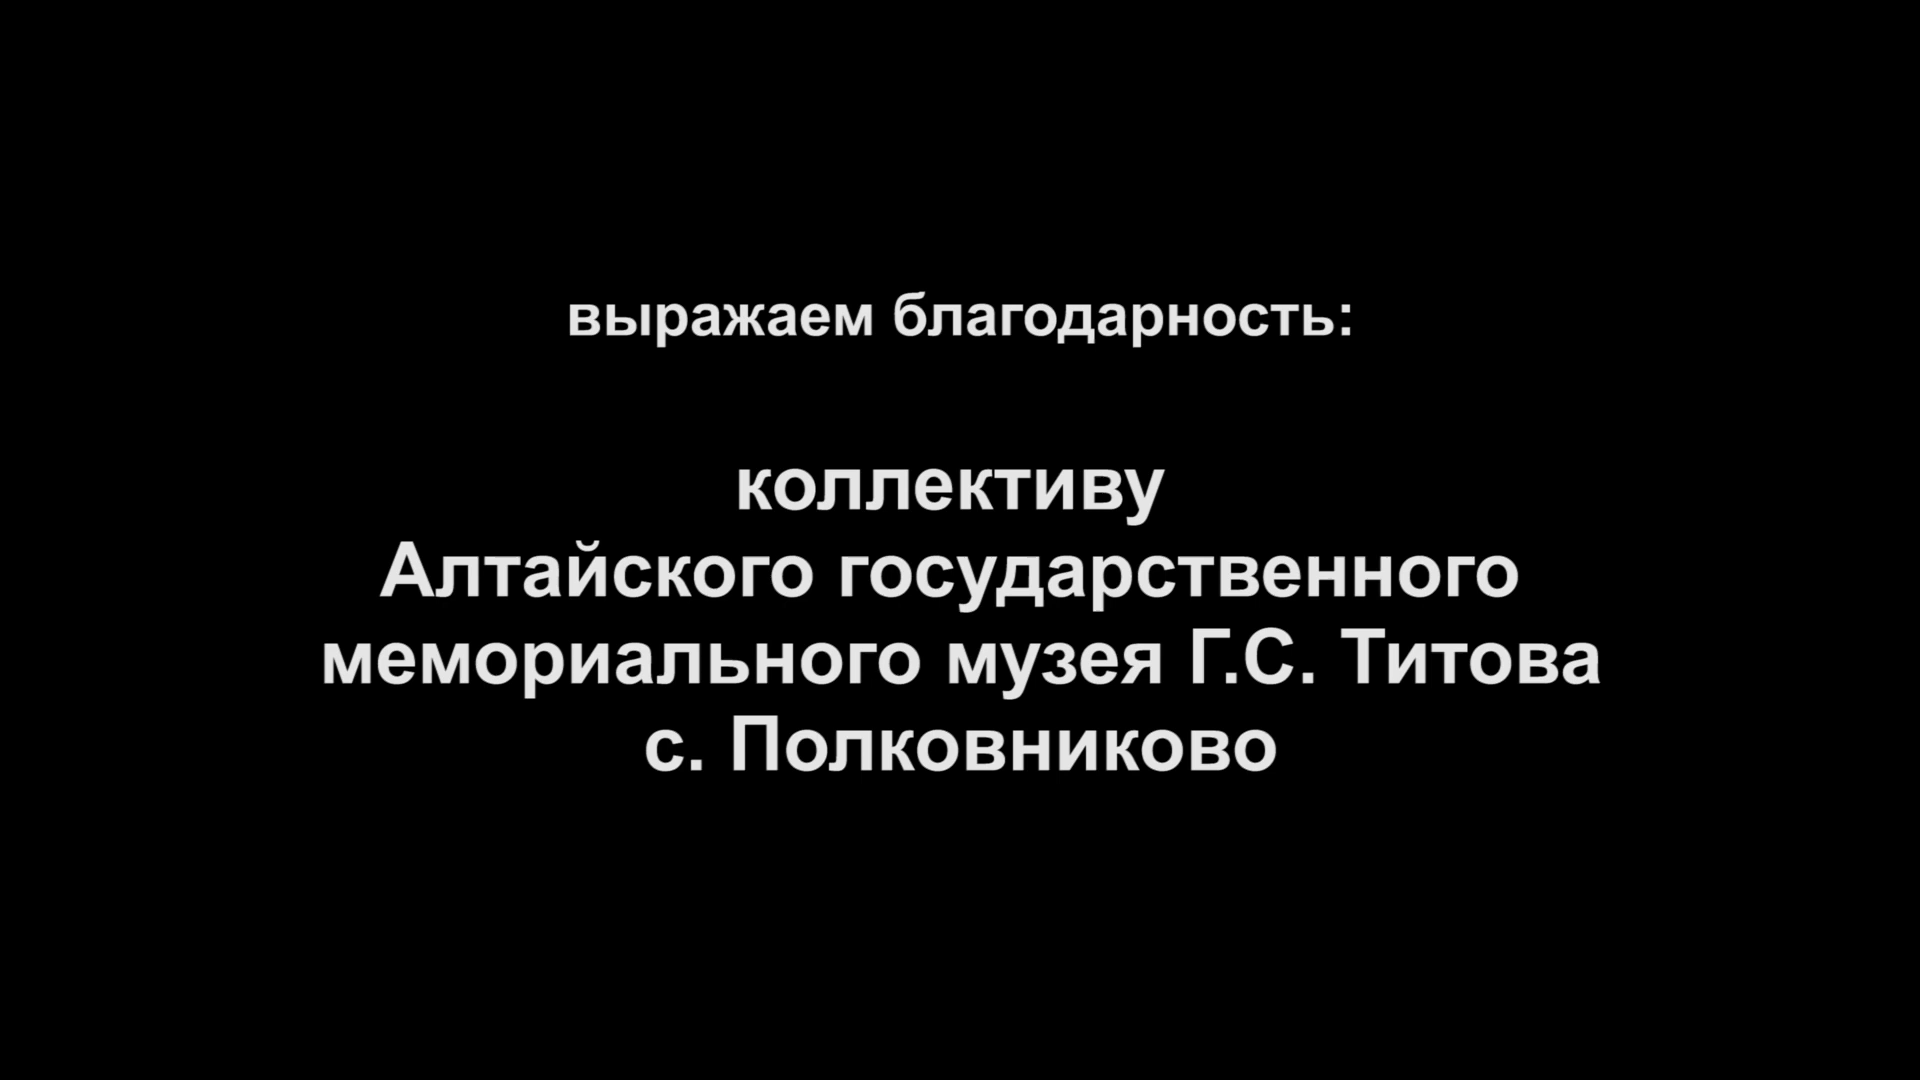 выражаем благодарность:
коллективу
Алтайского государственного
мемориального музея Г.С. Титова
с. Полковниково